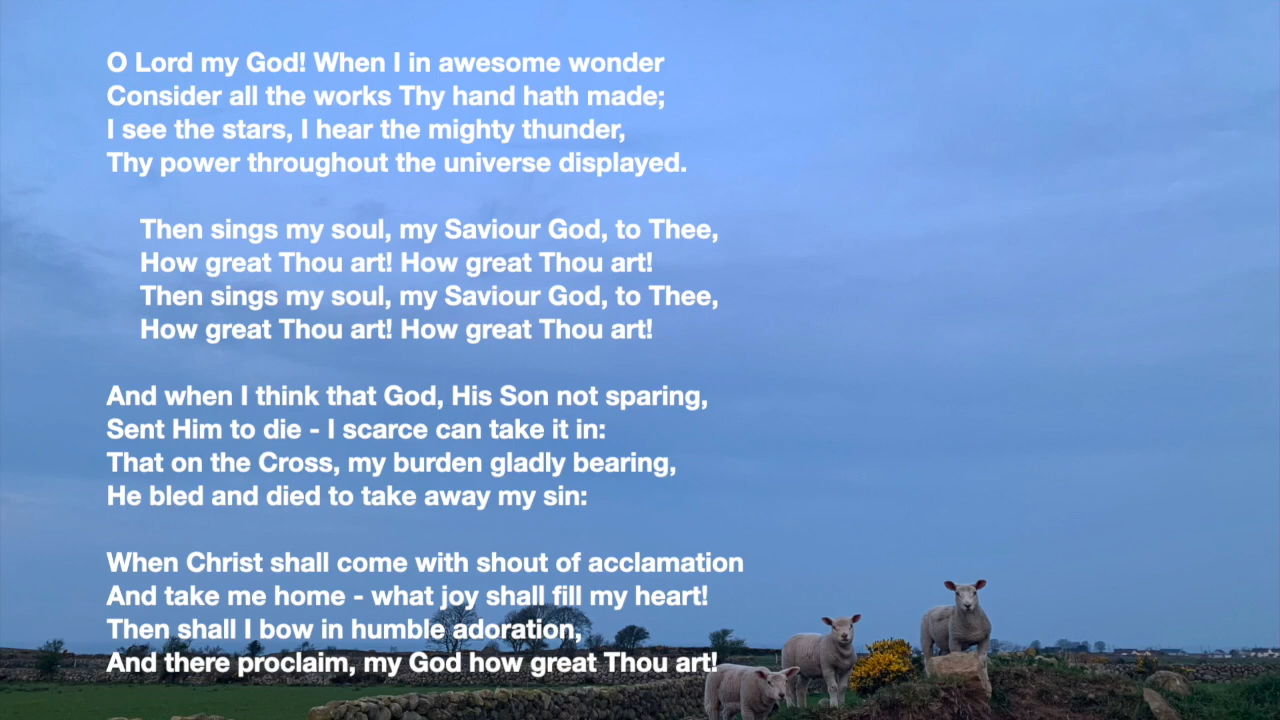 O Lord my God! When I in awesome wonder
Consider all the works Thy hand hath made;
I see the stars, I hear the mighty thunder,
Thy power throughout the universe displayed.
Then sings my soul, my Saviour God, to Thee,
How great Thou art! How great Thou art!
Then sings my soul, my Saviour God, to Thee,
How great Thou art! How great Thou art!
And when I think that God, His Son not sparing,
Sent Him to die - I scarce can take it in:
That on the Cross, my burden gladly bearing,
He bled and died to take away my sin:
When Christ shall come with shout of acclamation
And take me home - what joy shall fill my heart!
Then shall I bow in humble adoration,
And there proclaim, my God how great Thou art!